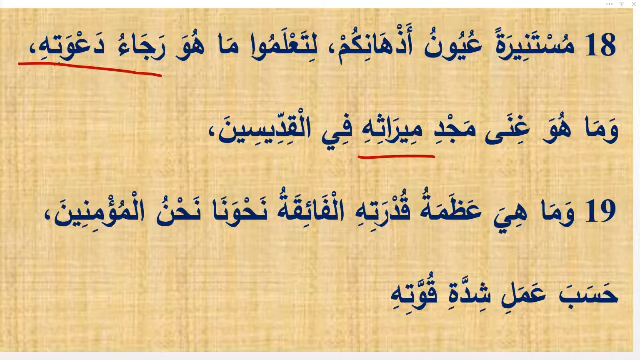 18 مُسْتَنِيرَةً عُيُونُ أَذْهَانِكُمْ، لِتَعْلَمُوا مَا هُوَ رَجَاءُ دَعْوَتِهِ،
وَمَا هُوَ غِنَى مَجْدِ مِيرَاثِهِ فِي الْقِدِّيسِينَ،
19 وَمَا هِيَ عَظَمَةُ قُدْرَتِهِ الْفَائِقَةُ نَحْوَنَا نَحْنُ الْمُؤْمِنِينَ،
حَسَبَ عَمَلِ شِدَّةِ قُوَّتِهِ